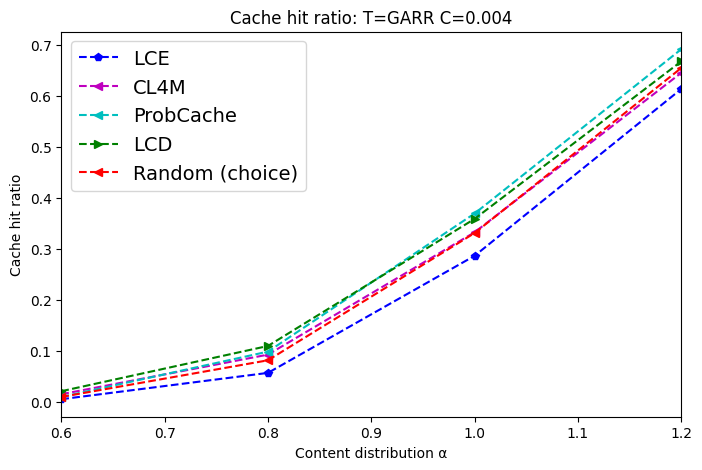 Cache hit ratio: T=GARR C=0.004
LCE
CL4M
ProbCache
LCD
Random (choice)
Cache hit ratio
0.7
0.6
0.5
0.4
0.3
0.2
0.1
0.0
0.6 0.7 0.8 0.9 1.0 1.1 1.2
Content distribution α